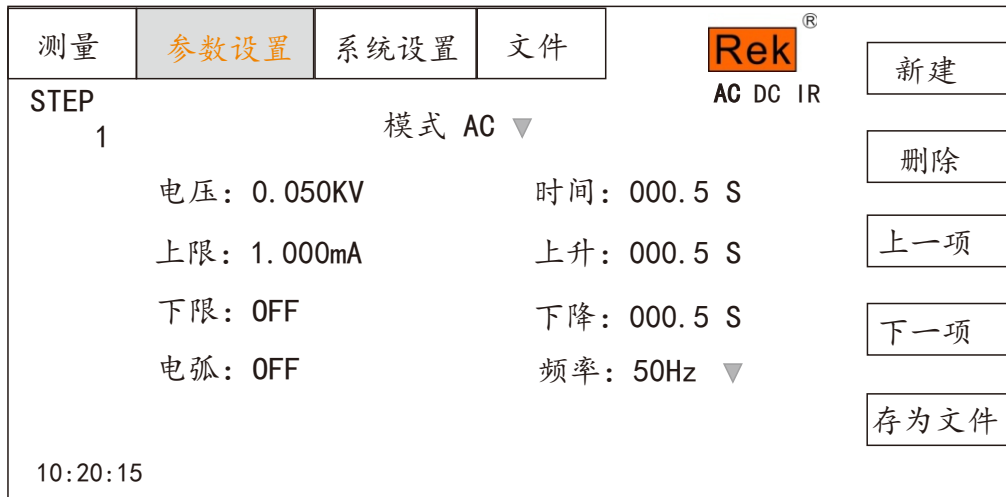 测量 参数设置 系统设置 文件 Rek®
AC DC IR
新建
STEP
1
模式 AC ▼
删除
电压：0.050KV 时间：000.5 S
上一项
上限：1.000mA 上升：000.5 S
下限：OFF 下降：000.5 S
下一项
电弧：OFF 频率：50Hz ▼
存为文件
10:20:15